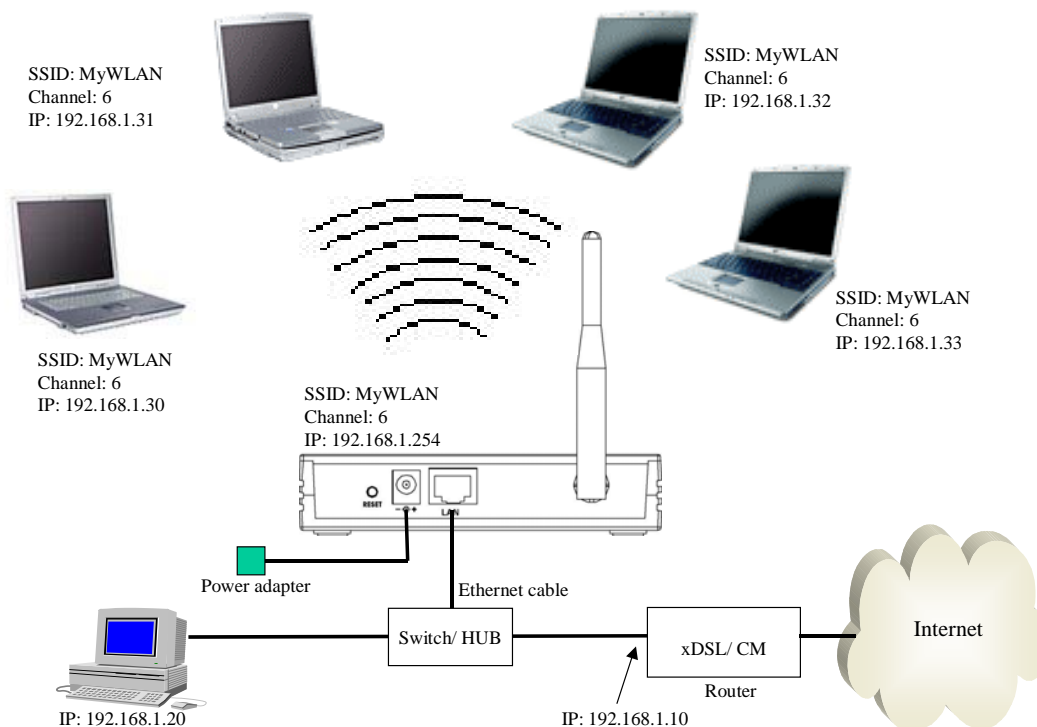 SSID: MyWLAN
Channel: 6
IP: 192.168.1.31
SSID: MyWLAN
Channel: 6
IP: 192.168.1.32
SSID: MyWLAN
Channel: 6
IP: 192.168.1.33
SSID: MyWLAN
Channel: 6
IP: 192.168.1.30
SSID: MyWLAN
Channel: 6
IP: 192.168.1.254
RESET
- +
LAN
Power adapter
Ethernet cable
Switch/ HUB
xDSL/ CM
Router
Internet
IP: 192.168.1.20
IP: 192.168.1.10